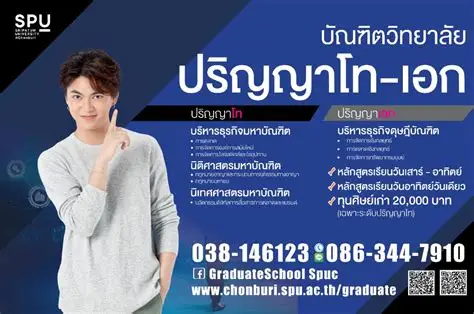 SPU
SRIPATUM
UNIVERSITY
@Chonburi
บัณฑิตวิทยาลัย
ปริญญาโท-เอก
ปริญญาโท
บริหารธุรกิจมหาบัณฑิต
นิติศาสตรมหาบัณฑิต
นิเทศศาสตรมหาบัณฑิต
ปริญญาเอก
บริหารธุรกิจดุษฎีบัณฑิต
หลักสูตรเรียนวันเสาร์ - อาทิตย์
หลักสูตรเรียนวันอาทิตย์วันเดียว
ทุนศิษย์เก่า 20,000 บาท
(เฉพาะระดับปริญญาโท)
038-146123 086-344-7910
GraduateSchool Spuc
www.chonburi.spu.ac.th/graduate